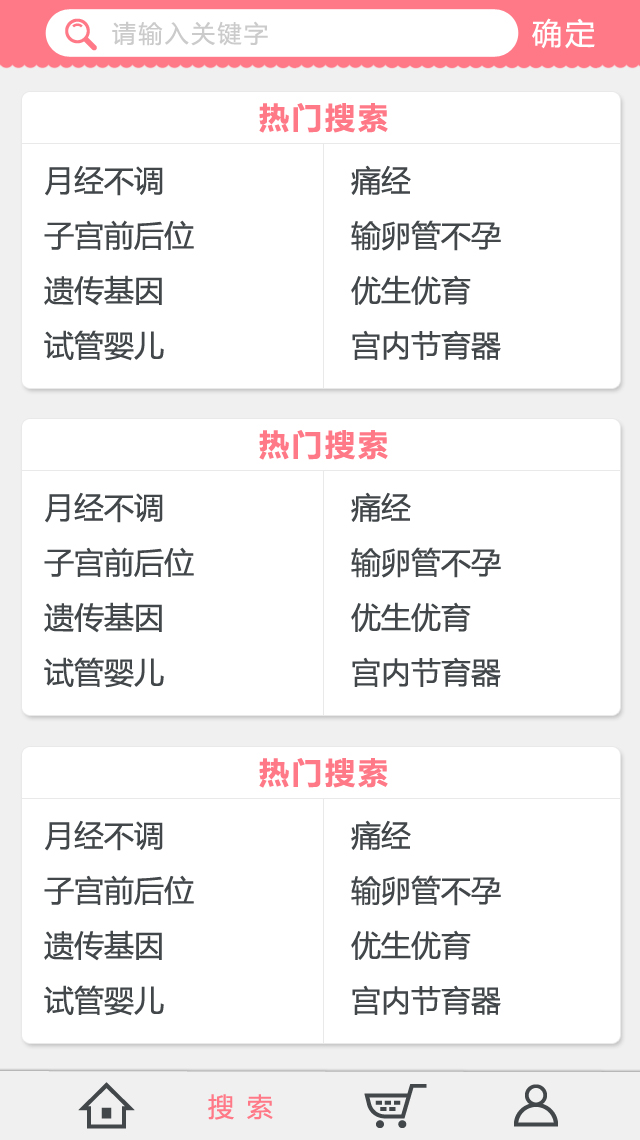 请输入关键字 确定
热门搜索
月经不调 痛经
子宫前后位 输卵管不孕
遗传基因 优生优育
试管婴儿 宫内节育器
热门搜索
月经不调 痛经
子宫前后位 输卵管不孕
遗传基因 优生优育
试管婴儿 宫内节育器
热门搜索
月经不调 痛经
子宫前后位 输卵管不孕
遗传基因 优生优育
试管婴儿 宫内节育器
搜索